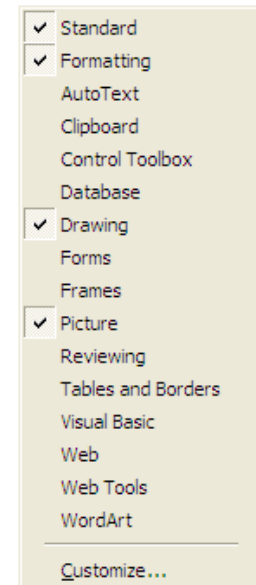 Standard
Formatting
AutoText
Clipboard
Control Toolbox
Database
Drawing
Forms
Frames
Picture
Reviewing
Tables and Borders
Visual Basic
Web
Web Tools
WordArt
Customize...